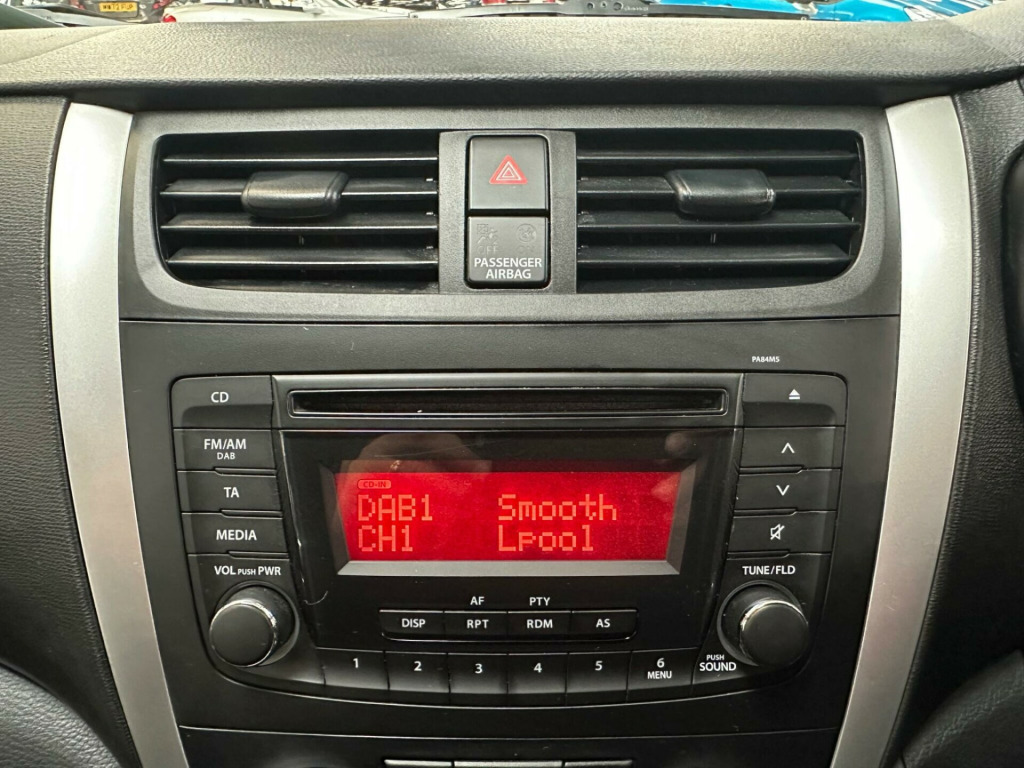 PASSENGER
AIRBAG
PA84M5
CD
FM/AM
DAB
TA
MEDIA
VOL PUSH PWR
CD-IN
DAB1 Smooth
CH1 Lpool
TUNE/FLD
AF PTY
DISP RPT RDM AS
1 2 3 4 5 6
MENU
PUSH
SOUND